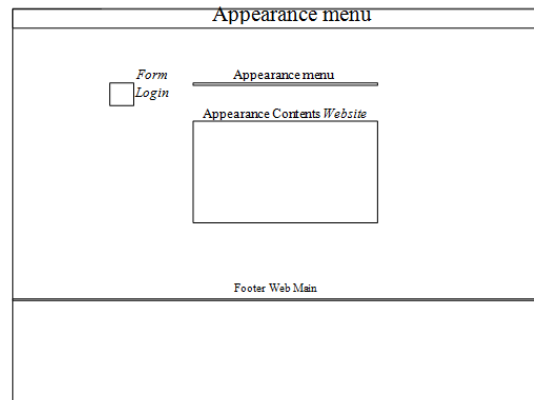 Appearance menu
Form
Login
Appearance menu
Appearance Contents Website
Footer Web Main